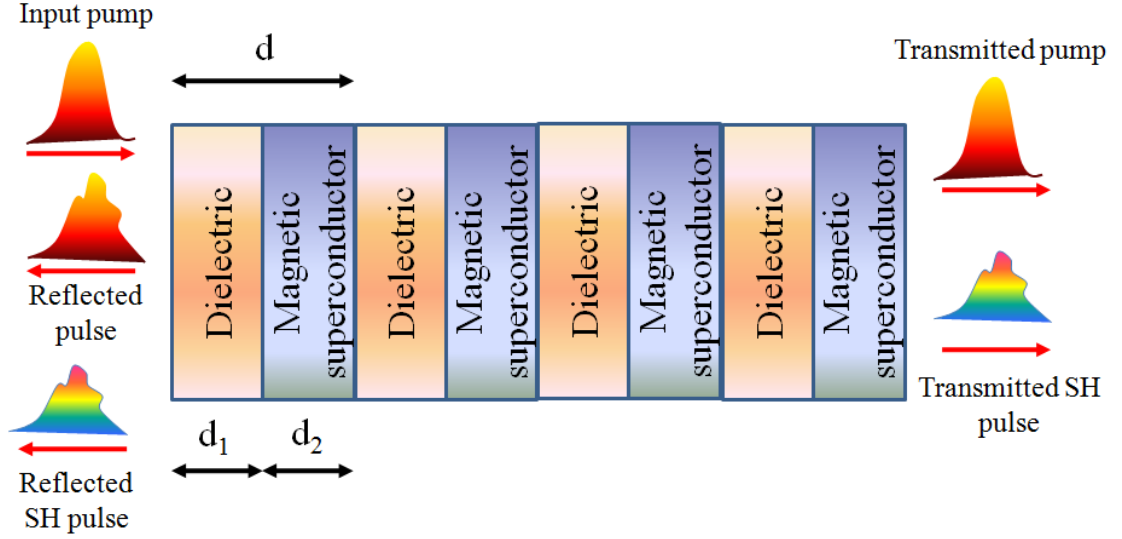 Input pump
d
Transmitted pump
Reflected
pulse
Dielectric
Magnetic
superconductor
Dielectric
Magnetic
superconductor
Dielectric
Magnetic
superconductor
Dielectric
Magnetic
superconductor
Transmitted SH
pulse
d₁
d₂
Reflected
SH pulse